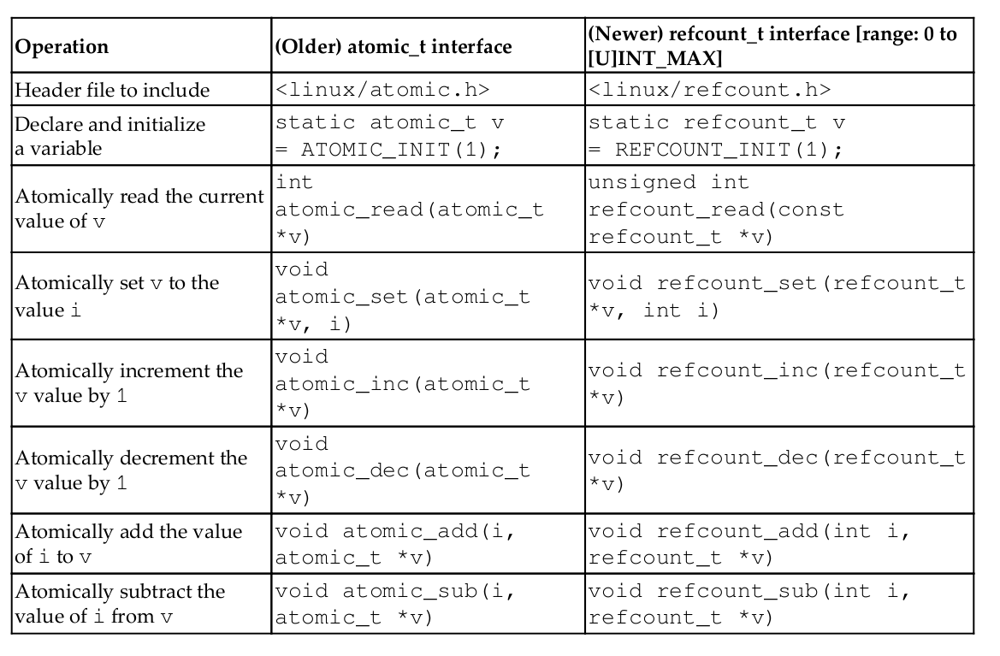 Operation
(Older) atomic_t interface
(Newer) refcount_t interface [range: 0 to
[U]INT_MAX]
Header file to include
<linux/atomic.h>
<linux/refcount.h>
Declare and initialize
a variable
static atomic_t v
= ATOMIC_INIT(1);
static refcount_t v
= REFCOUNT_INIT(1);
Atomically read the current
value of v
int
atomic_read(atomic_t
*v)
unsigned int
refcount_read(const
refcount_t *v)
Atomically set v to the
value i
void
atomic_set(atomic_t
*v, i)
void refcount_set(refcount_t
*v, int i)
Atomically increment the
v value by 1
void
atomic_inc(atomic_t
*v)
void refcount_inc(refcount_t
*v)
Atomically decrement the
v value by 1
void
atomic_dec(atomic_t
*v)
void refcount_dec(refcount_t
*v)
Atomically add the value
of i to v
void atomic_add(i,
atomic_t *v)
void refcount_add(int i,
refcount_t *v)
Atomically subtract the
value of i from v
void atomic_sub(i,
atomic_t *v)
void refcount_sub(int i,
refcount_t *v)